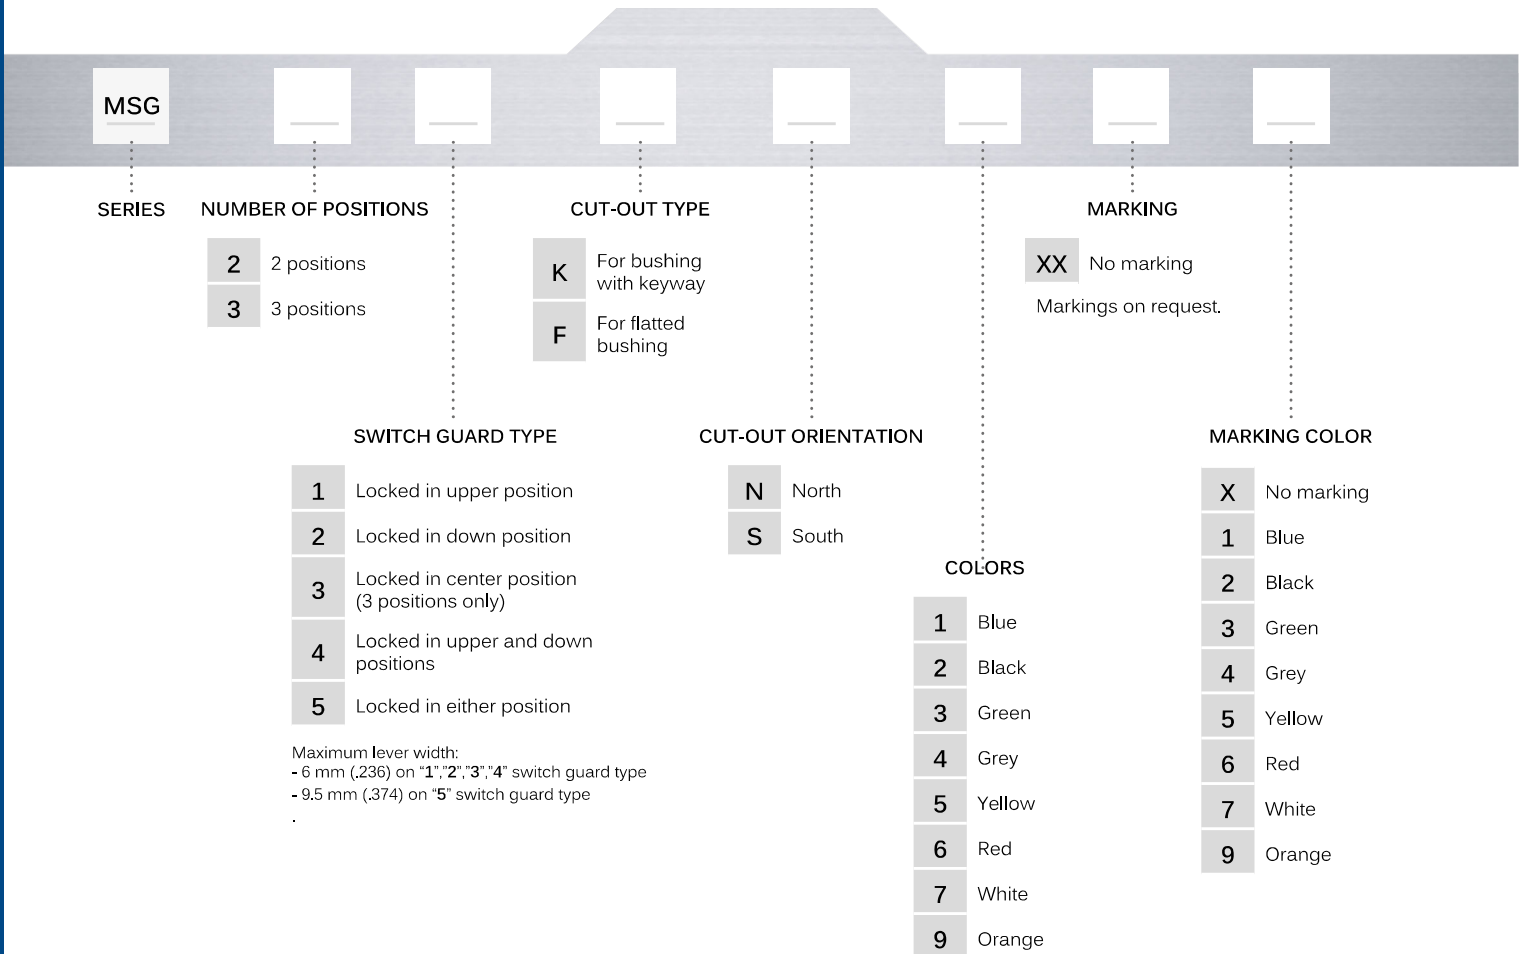 MSG
SERIES
NUMBER OF POSITIONS
2 2 positions
3 3 positions
CUT-OUT TYPE
K For bushing
with keyway
F For flatted
bushing
MARKING
XX No marking
Markings on request.
SWITCH GUARD TYPE
1 Locked in upper position
2 Locked in down position
3 Locked in center position
(3 positions only)
4 Locked in upper and down
positions
5 Locked in either position
Maximum lever width:
- 6 mm (.236) on “1”,”2”,”3”,”4” switch guard type
- 9.5 mm (.374) on “5” switch guard type
.
CUT-OUT ORIENTATION
N North
S South
COLORS
1 Blue
2 Black
3 Green
4 Grey
5 Yellow
6 Red
7 White
9 Orange
MARKING COLOR
X No marking
1 Blue
2 Black
3 Green
4 Grey
5 Yellow
6 Red
7 White
9 Orange